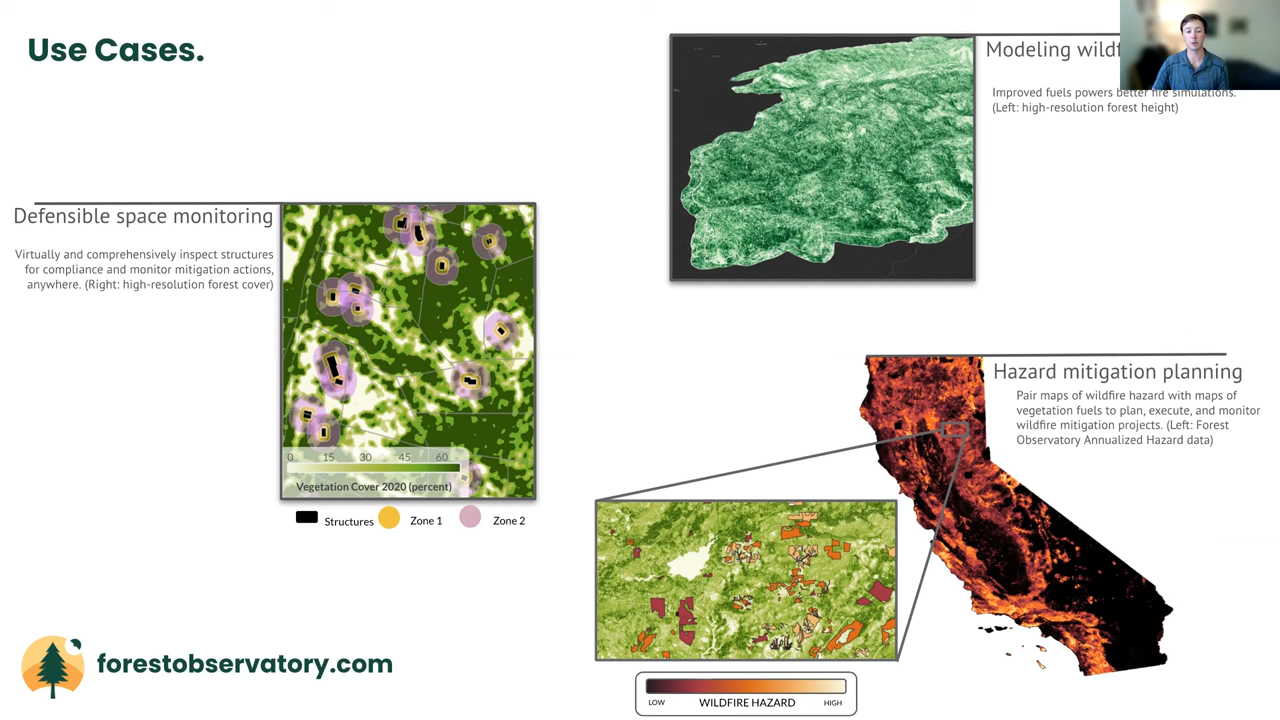 Use Cases.
Modeling
Improved fuels powers better fire simulations.
(Left: high-resolution forest height)
Defensible space monitoring
Virtually and comprehensively inspect structures
for compliance and monitor mitigation actions,
anywhere. (Right: high-resolution forest cover)
0 15 30 45 60
Vegetation Cover 2020 (percent)
Structures Zone 1 Zone 2
Hazard mitigation planning
Pair maps of wildfire hazard with maps of
vegetation fuels to plan, execute, and monitor
wildfire mitigation projects. (Left: Forest
Observatory Annualized Hazard data)
forestobservatory.com
LOW WILDFIRE HAZARD HIGH